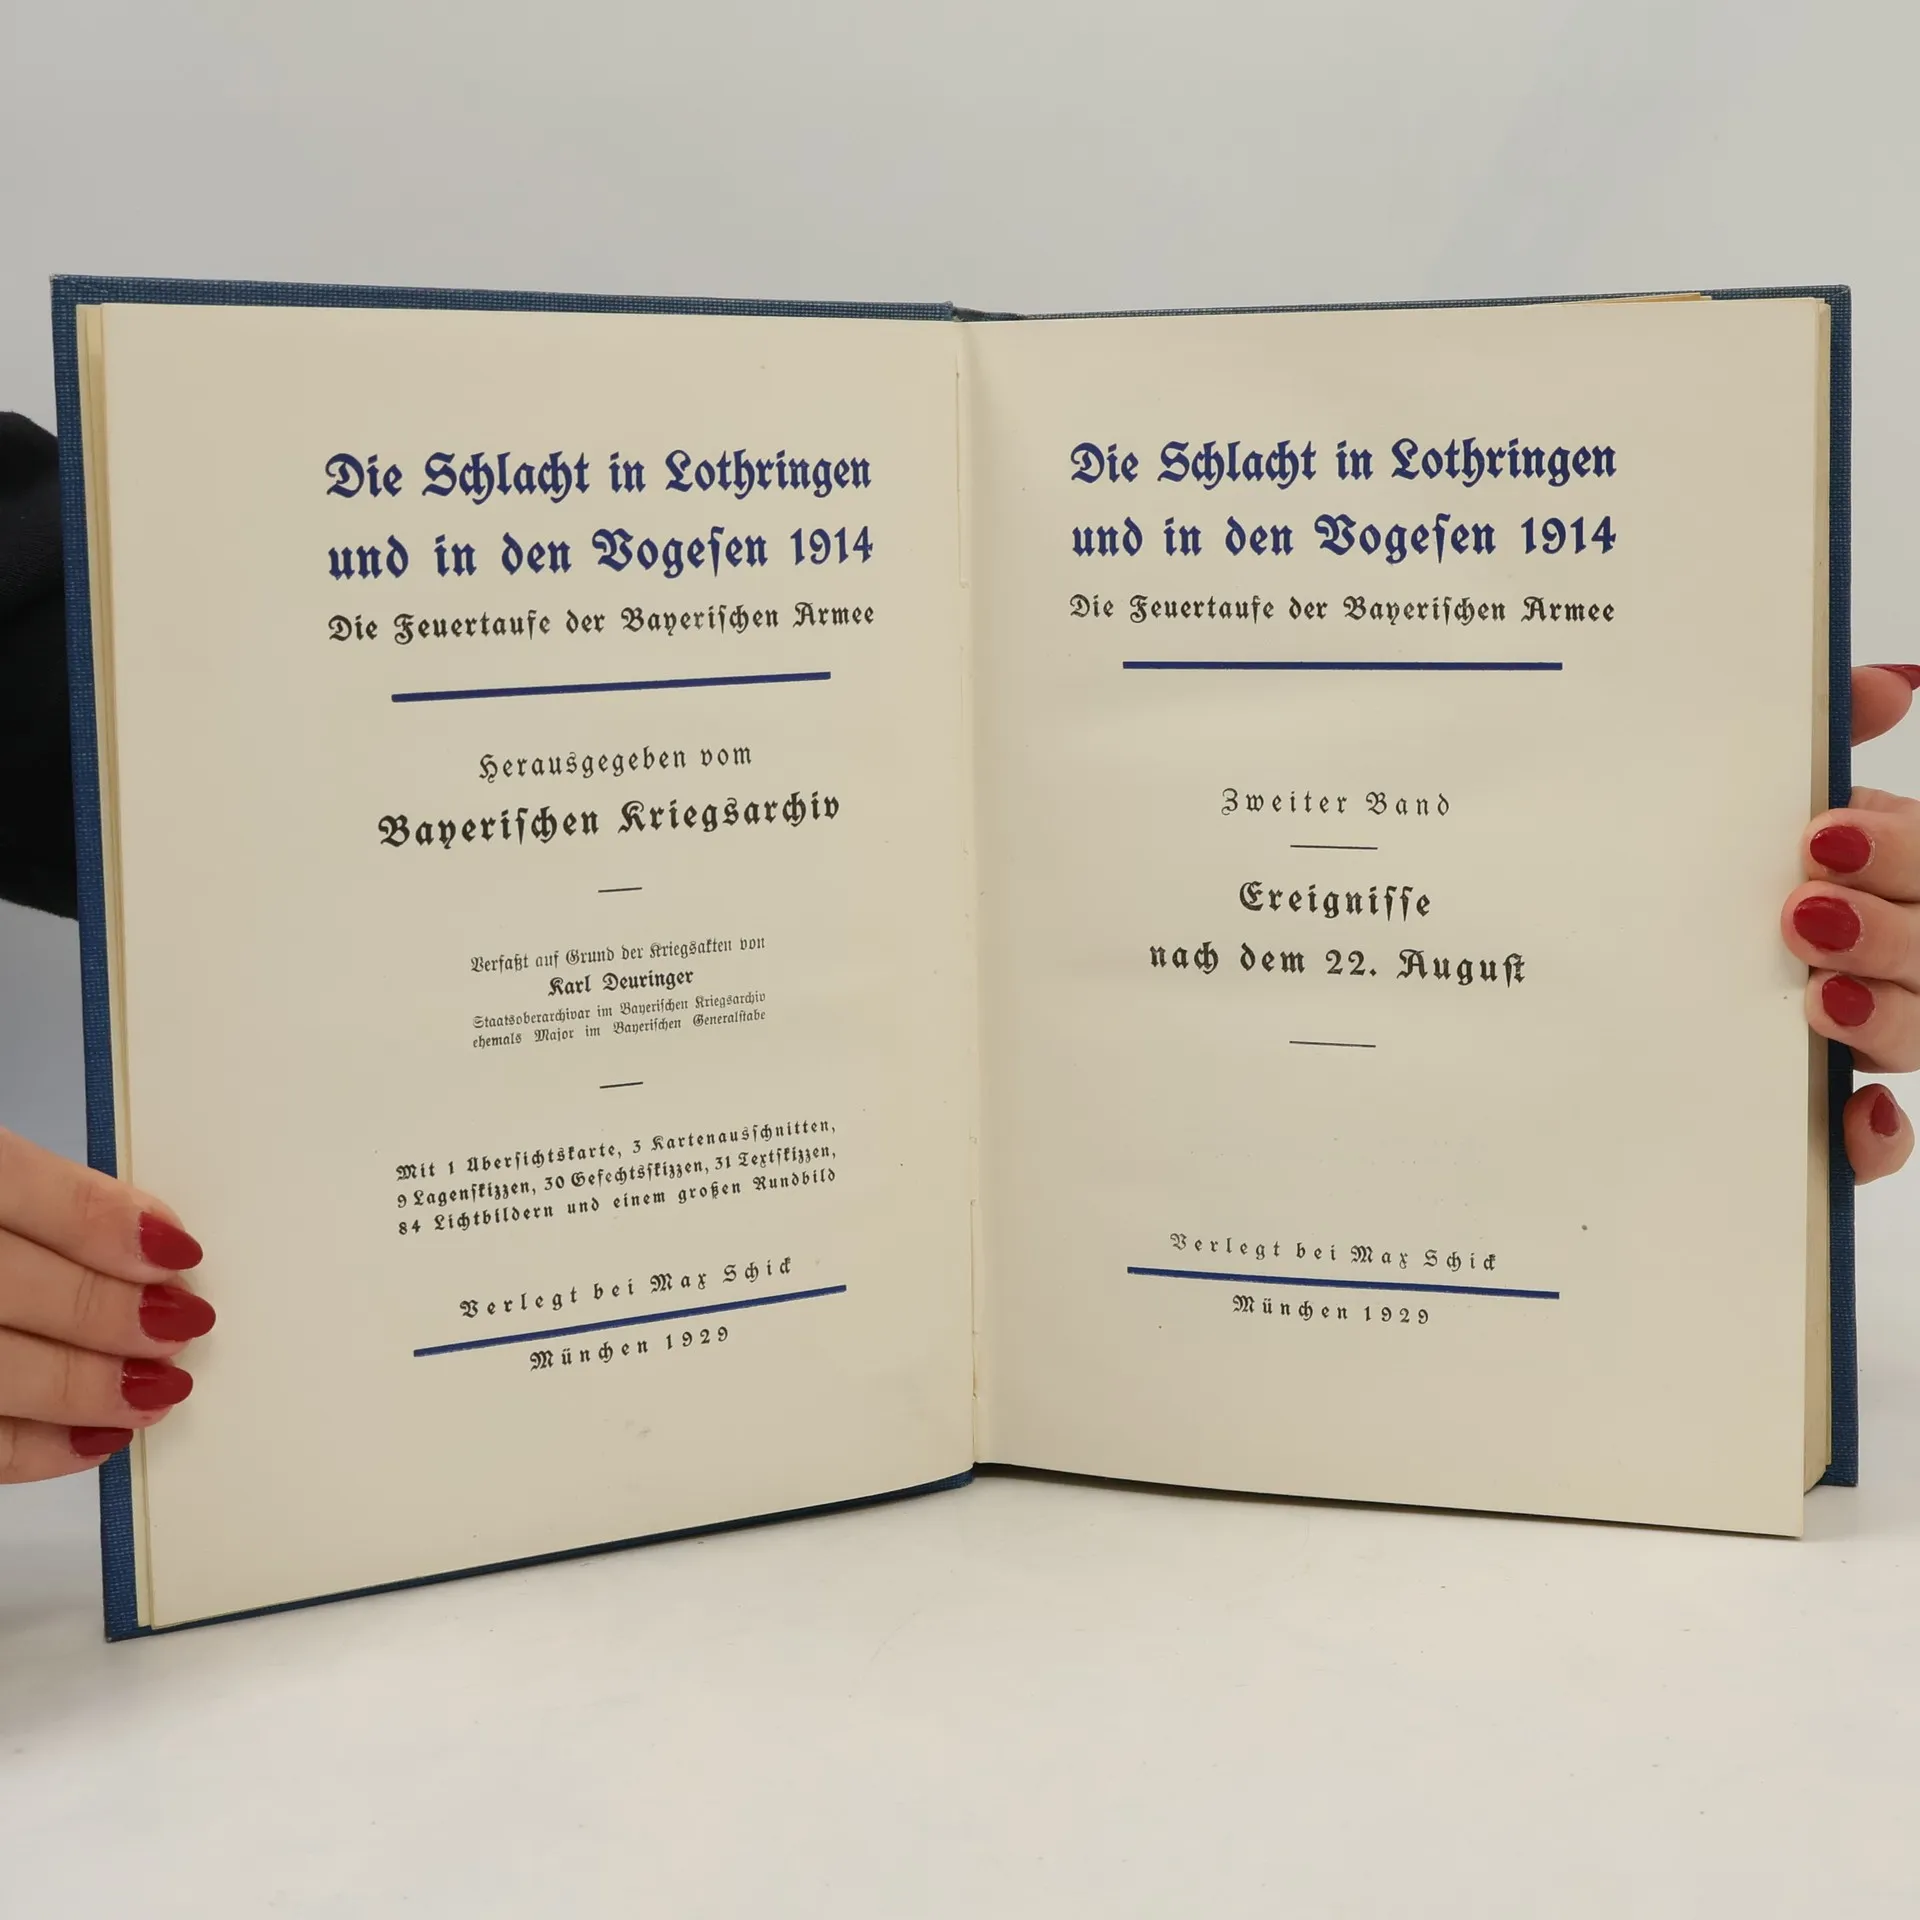 Die Schlacht in Lothringen
und in den Vogeſen 1914
Die Feuertaufe der Bayeriſchen Armee
Herausgegeben vom
Bayeriſchen Kriegsarchiv
Verfaßt auf Grund der Kriegsakten von
Karl Deuringer
Staatsoberarchivar im Bayeriſchen Kriegsarchiv
ehemals Major im Bayeriſchen Generalſtabe
Mit 1 Überſichtskarte, 3 Kartenausſchnitten,
9 Lagenſkizzen, 30 Gefechtsſkizzen, 31 Textſkizzen,
84 Lichtbildern und einem großen Rundbild
Verlegt bei Max Schick
München 1929
Die Schlacht in Lothringen
und in den Vogeſen 1914
Die Feuertaufe der Bayeriſchen Armee
Zweiter Band
Ereigniſſe
nach dem 22. Auguſt
Verlegt bei Max Schick
München 1929